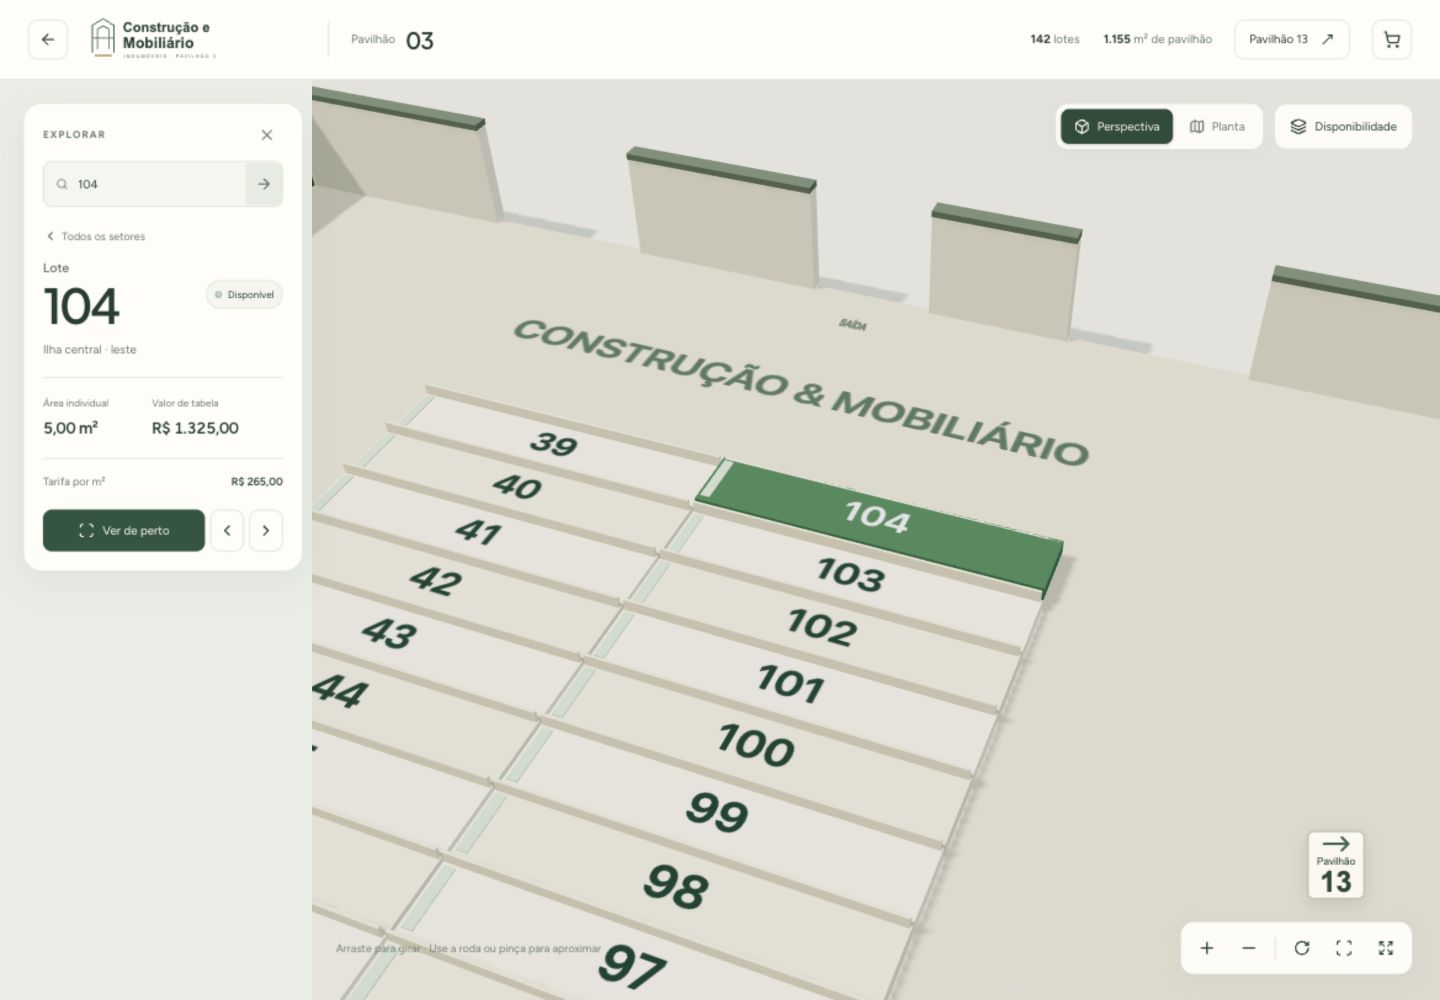 Construção e
Mobiliário
Pavilhão 03
142 lotes
1.155 m² de pavilhão
Pavilhão 13
EXPLORAR
104
Todos os setores
Lote
104
Disponível
Ilha central · leste
Área individual
Valor de tabela
5,00 m²
R$ 1.325,00
Tarifa por m²
R$ 265,00
Ver de perto
Perspectiva
Planta
Disponibilidade
SAÍDA
CONSTRUÇÃO & MOBILIÁRIO
39
40
41
42
43
44
104
103
102
101
100
99
98
97
Arraste para girar · Use a roda ou pinça para aproximar
Pavilhão
13